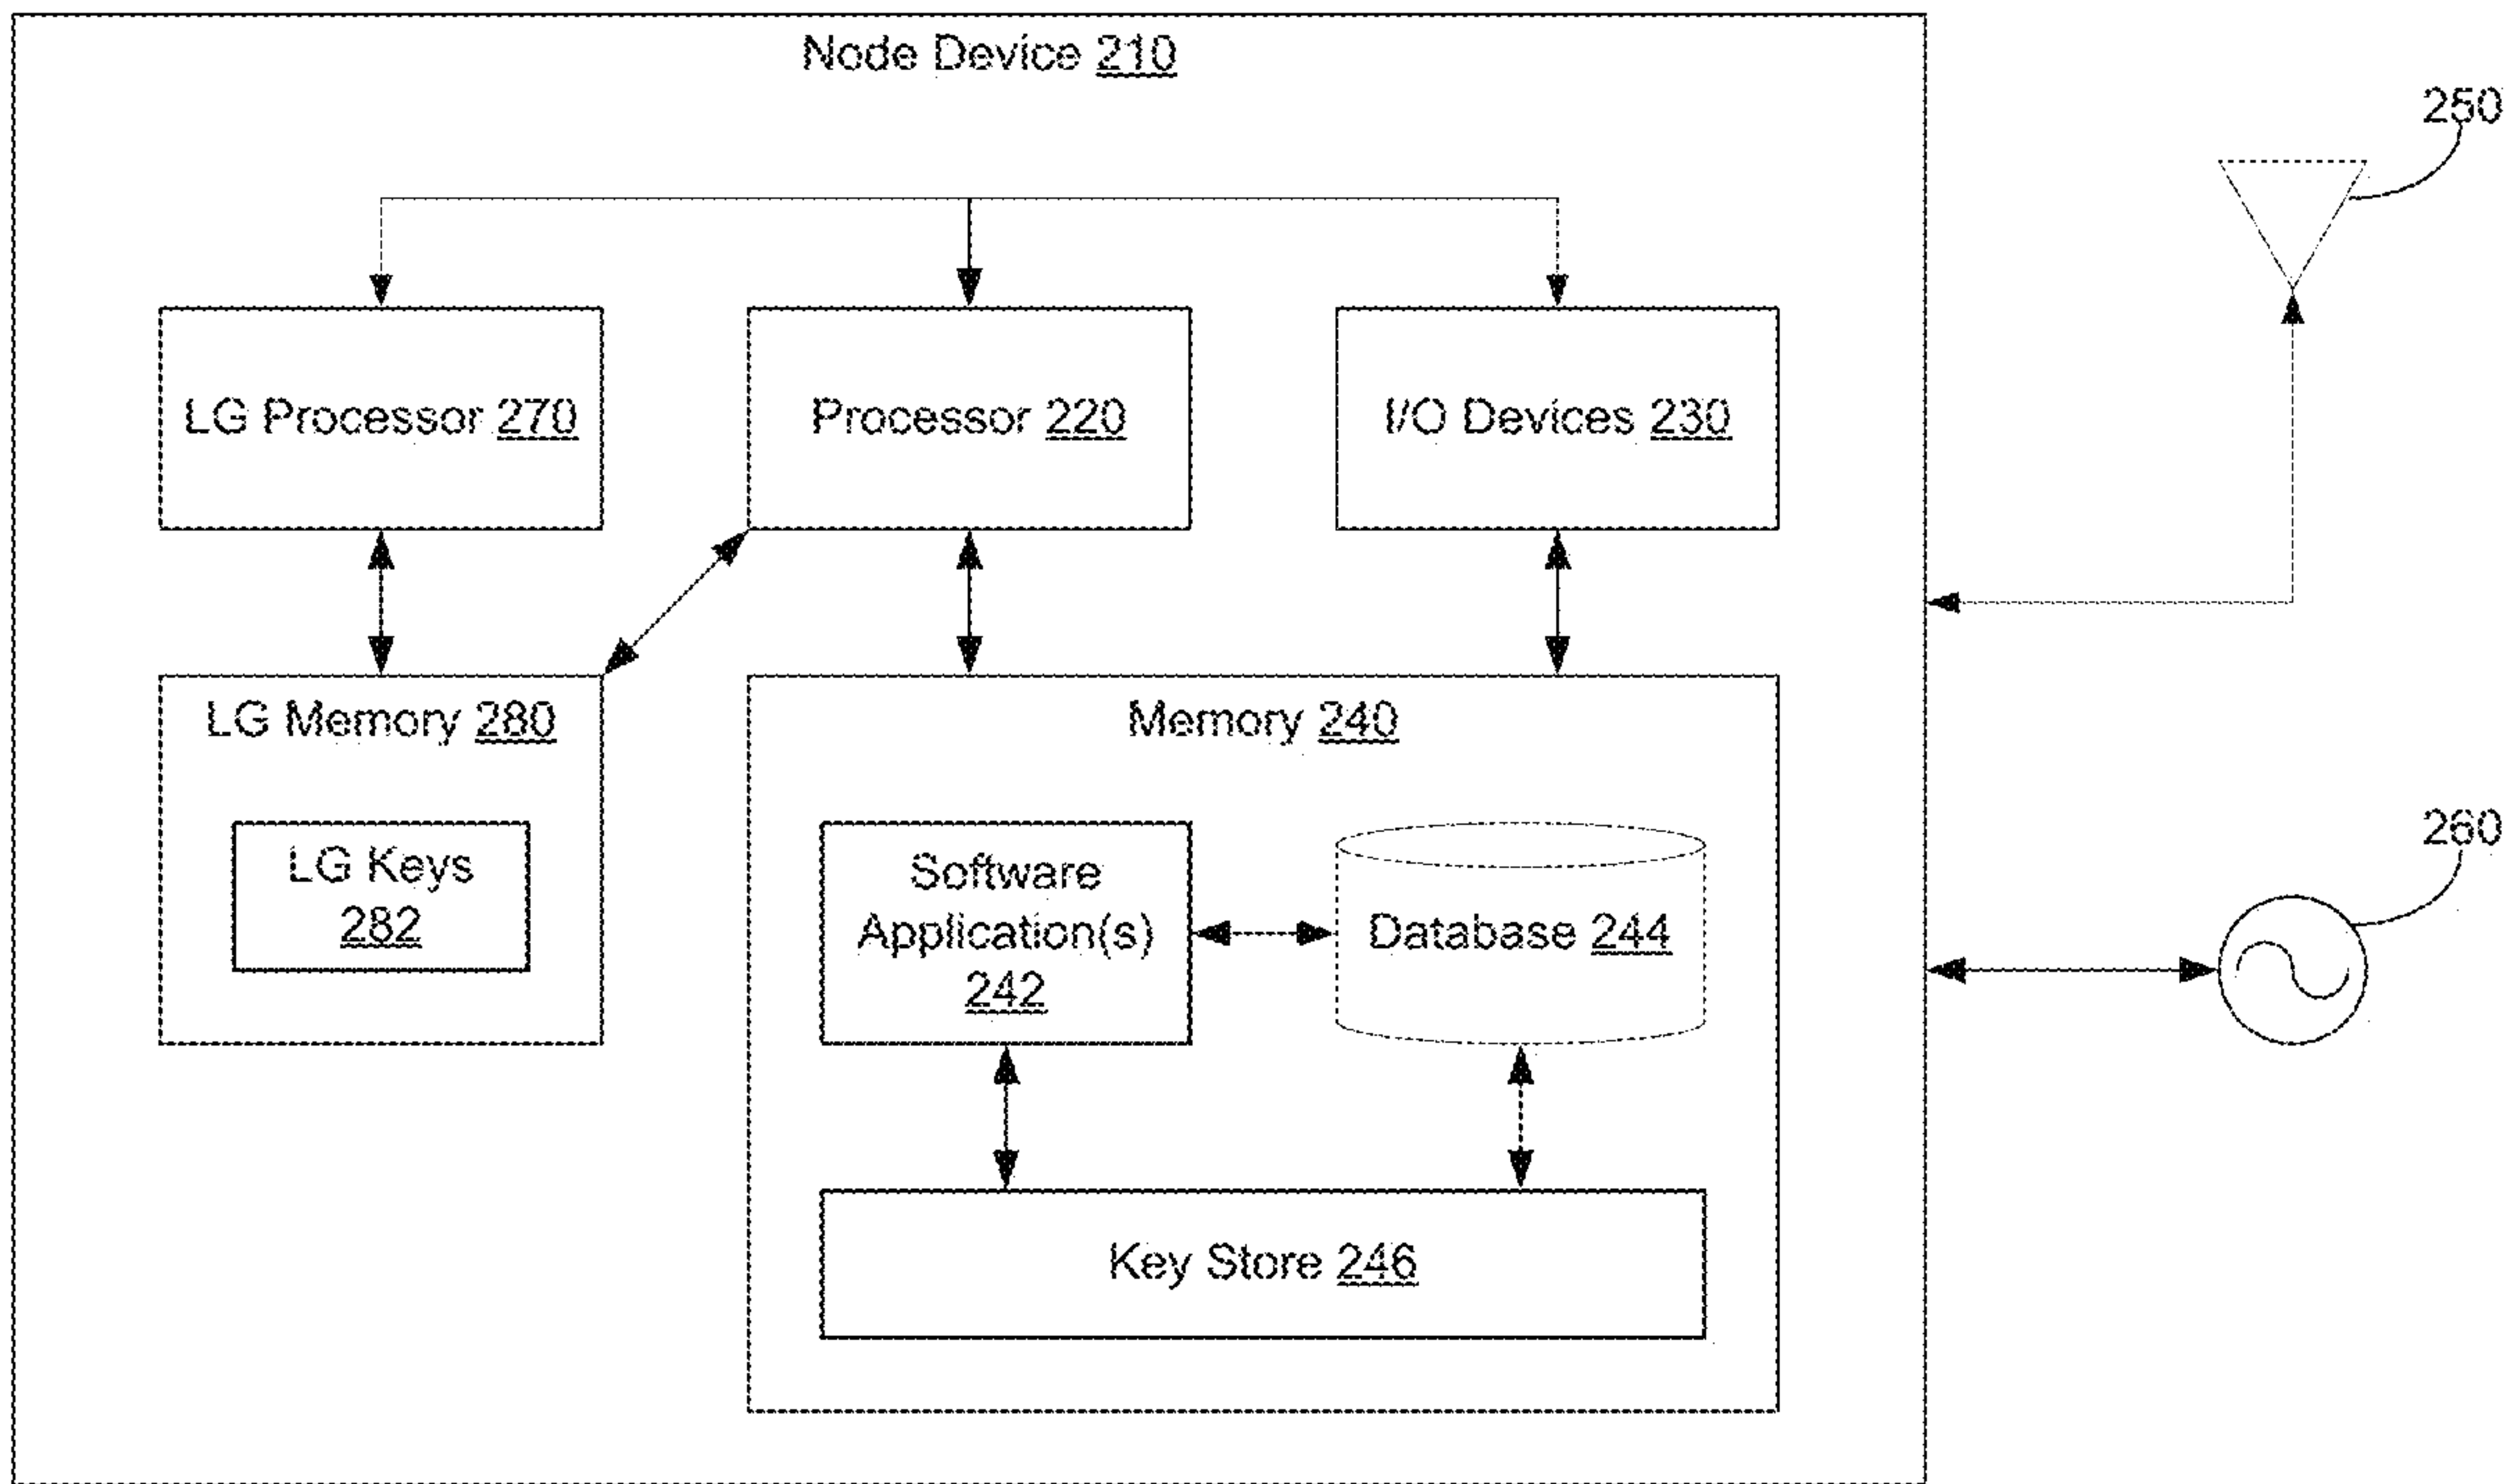 Node Device 210
250
LG Processor 270
Processor 220
I/O Devices 230
LG Memory 280
Memory 240
LG Keys
282
Software
Application(s)
242
Database 244
260
Key Store 246